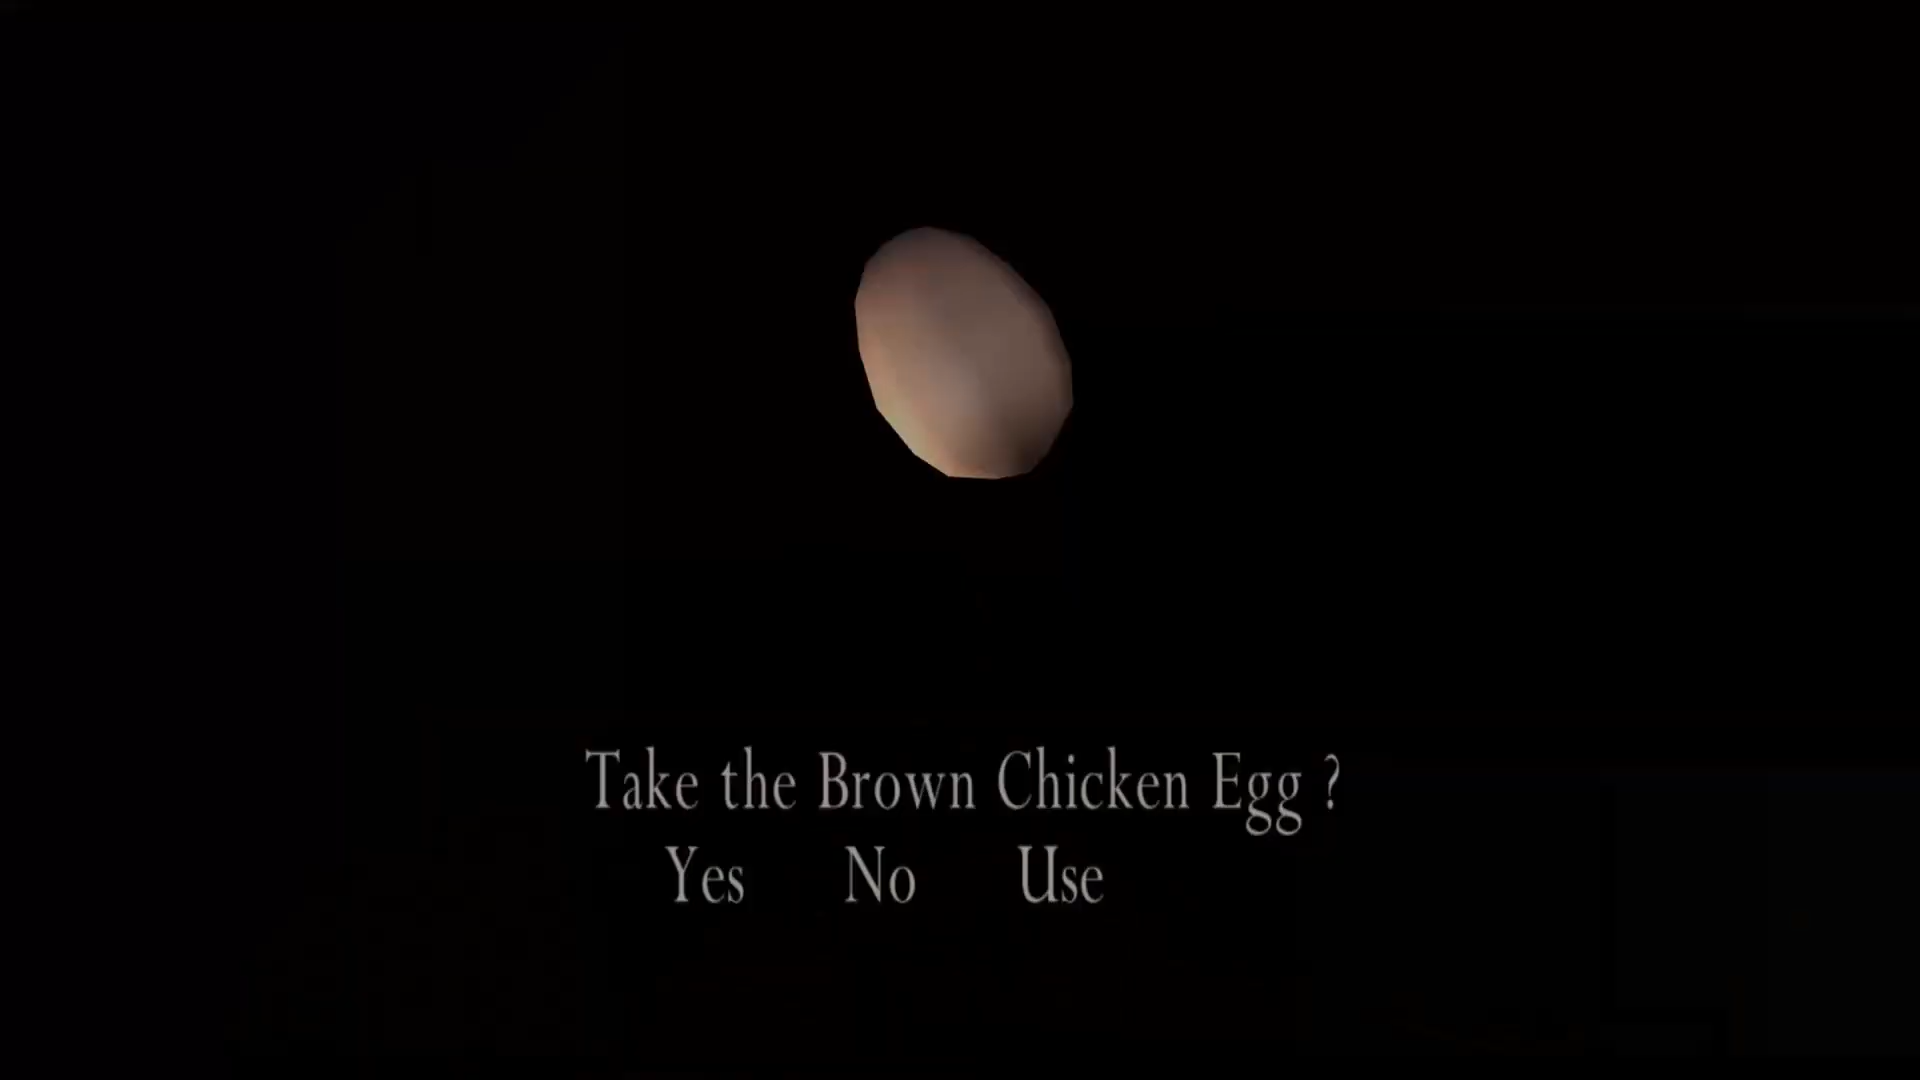 Take the Brown Chicken Egg ?
Yes No Use